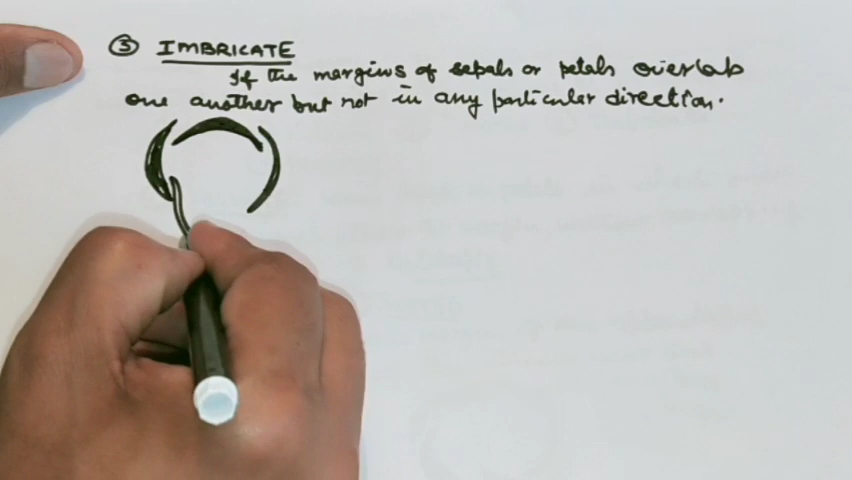 ③ IMBRICATE
If the margins of sepals or petals overlap
one another but not in any particular direction.